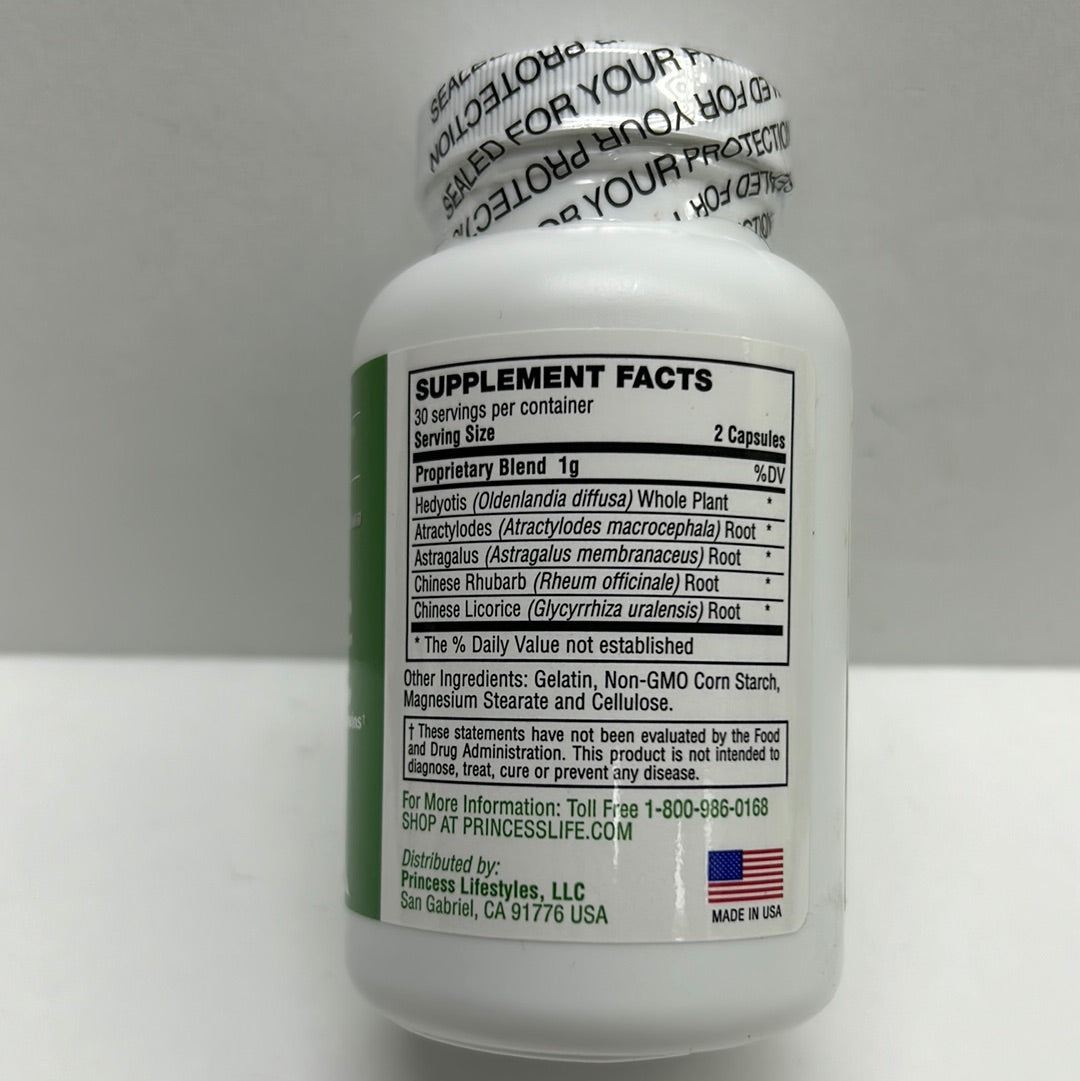 SEALED FOR YOUR PROTECTION
SEALED FOR YOUR
PROTECTION
YOUR PROTECTION
SUPPLEMENT FACTS
30 servings per container
Serving Size 2 Capsules
Proprietary Blend 1g %DV
Hedyotis (Oldenlandia diffusa) Whole Plant *
Atractylodes (Atractylodes macrocephala) Root *
Astragalus (Astragalus membranaceus) Root *
Chinese Rhubarb (Rheum officinale) Root *
Chinese Licorice (Glycyrrhiza uralensis) Root *
* The % Daily Value not established
Other Ingredients: Gelatin, Non-GMO Corn Starch,
Magnesium Stearate and Cellulose.
† These statements have not been evaluated by the Food
and Drug Administration. This product is not intended to
diagnose, treat, cure or prevent any disease.
For More Information: Toll Free 1-800-986-0168
SHOP AT PRINCESSLIFE.COM
Distributed by:
Princess Lifestyles, LLC
San Gabriel, CA 91776 USA
MADE IN USA